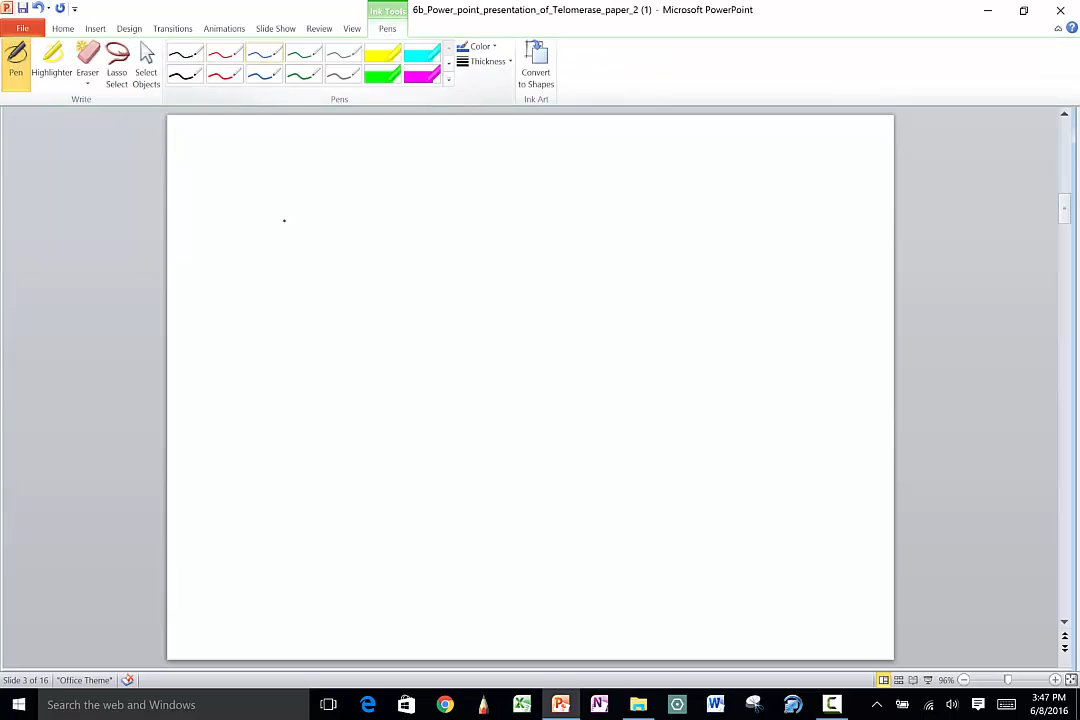 6b_Power_point_presentation_of_Telomerase_paper_2 (1) - Microsoft PowerPoint
Ink Tools
File Home Insert Design Transitions Animations Slide Show Review View Pens
Pen Highlighter Eraser Lasso Select Select Objects
Color
Thickness
Convert to Shapes
Write Pens Ink Art
Slide 3 of 16 "Office Theme" 96%
Search the web and Windows
3:47 PM
6/8/2016